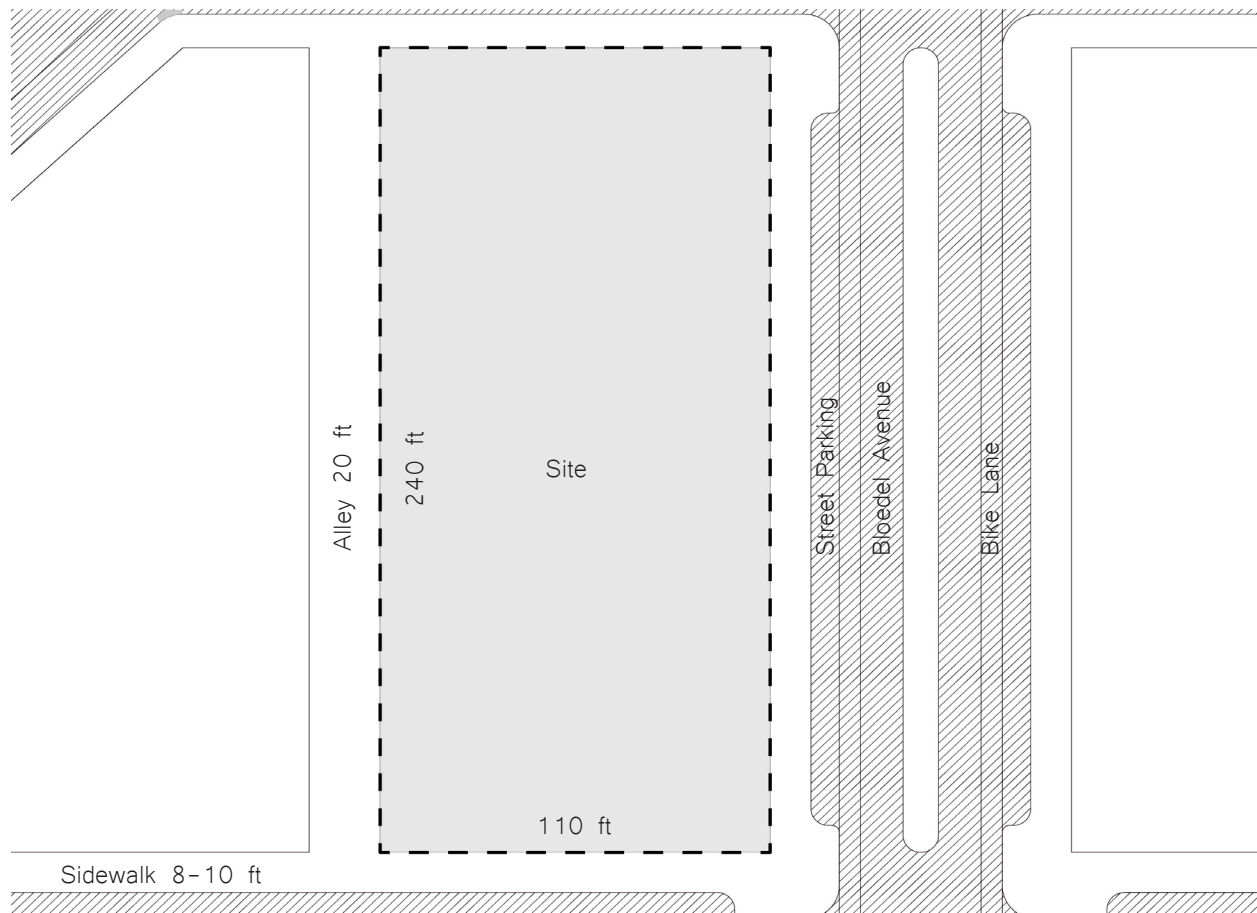 Alley 20 ft
240 ft
Site
Street Parking
Bloedel Avenue
Bike Lane
110 ft
Sidewalk 8-10 ft